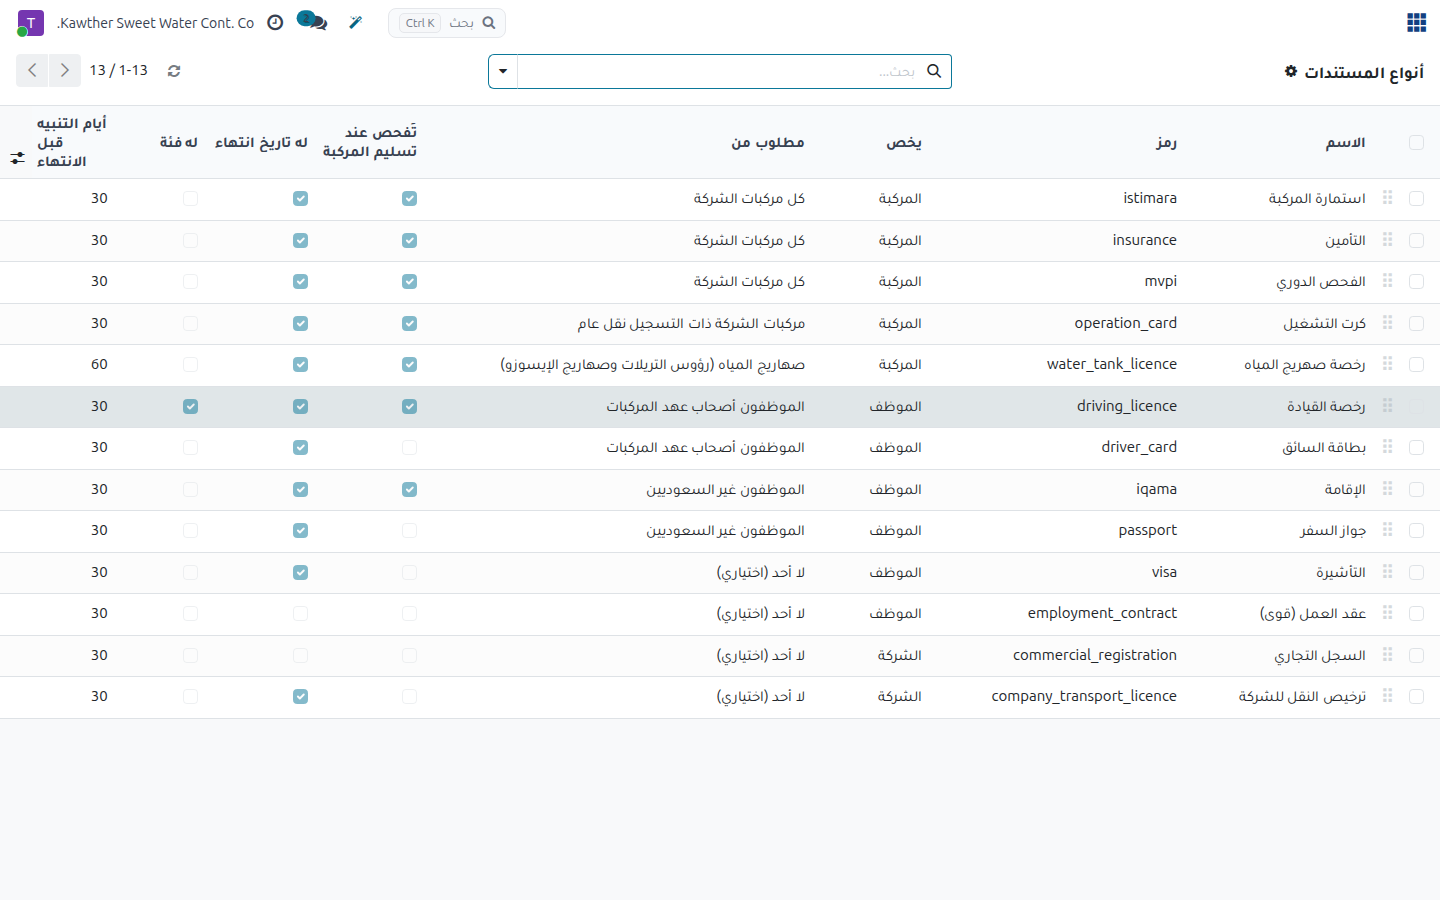 بحث Ctrl K
2
Kawther Sweet Water Cont. Co.
T
أنواع المستندات
بحث...
1-13 / 13
الاسم رمز يخص مطلوب من تُفحص عند تسليم المركبة له تاريخ انتهاء له فئة أيام التنبيه قبل الانتهاء
استمارة المركبة istimara المركبة كل مركبات الشركة 30
التأمين insurance المركبة كل مركبات الشركة 30
الفحص الدوري mvpi المركبة كل مركبات الشركة 30
كرت التشغيل operation_card المركبة مركبات الشركة ذات التسجيل نقل عام 30
رخصة صهريج المياه water_tank_licence المركبة صهاريج المياه (رؤوس التريلات وصهاريج الإيسوزو) 60
رخصة القيادة driving_licence الموظف الموظفون أصحاب عهد المركبات 30
بطاقة السائق driver_card الموظف الموظفون أصحاب عهد المركبات 30
الإقامة iqama الموظف الموظفون غير السعوديين 30
جواز السفر passport الموظف الموظفون غير السعوديين 30
التأشيرة visa الموظف لا أحد (اختياري) 30
عقد العمل (قوى) employment_contract الموظف لا أحد (اختياري) 30
السجل التجاري commercial_registration الشركة لا أحد (اختياري) 30
ترخيص النقل للشركة company_transport_licence الشركة لا أحد (اختياري) 30